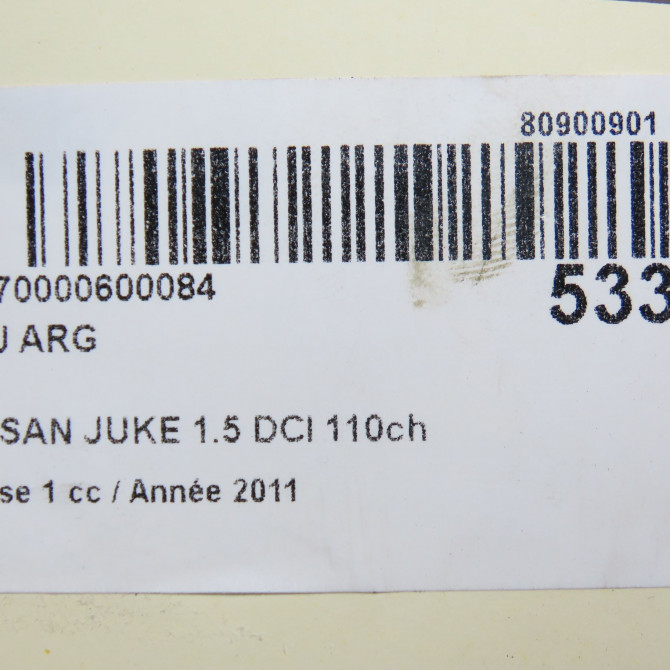 80900901
70000600084
533
ARG
SAN JUKE 1.5 DCI 110ch
se 1 cc / Année 2011